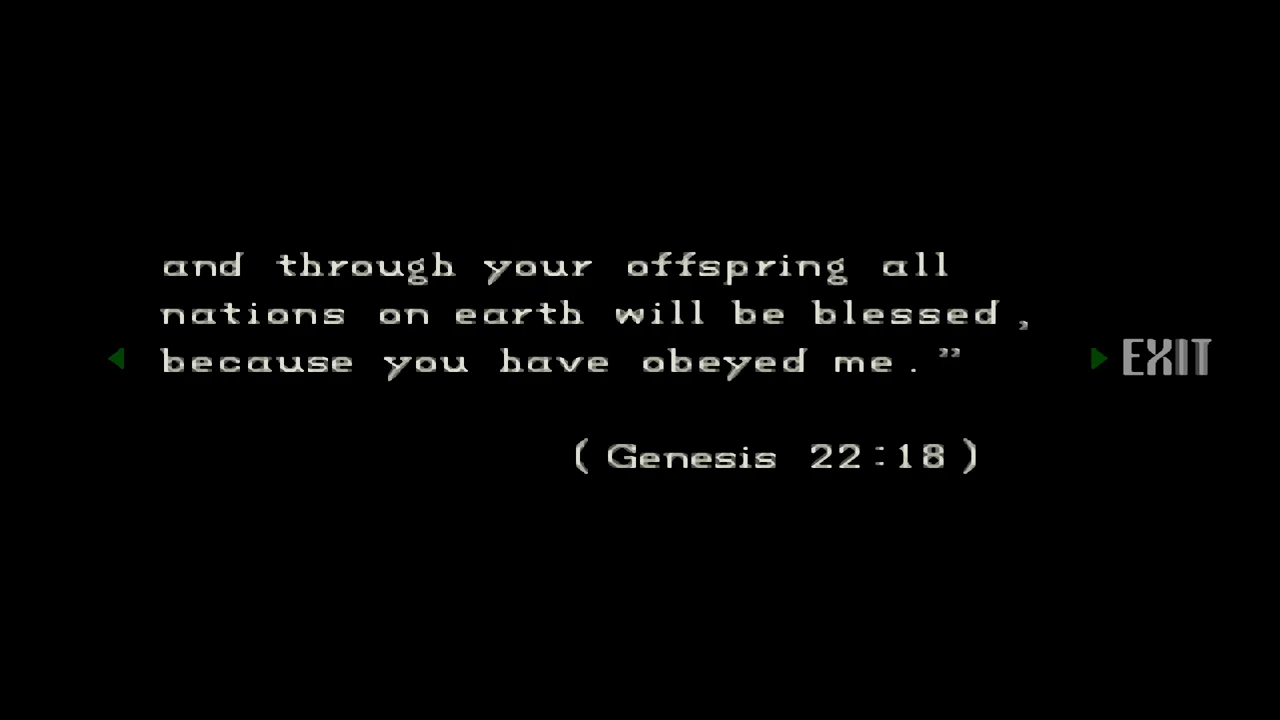 and through your offspring all
nations on earth will be blessed,
because you have obeyed me.”
EXIT
(Genesis 22:18)